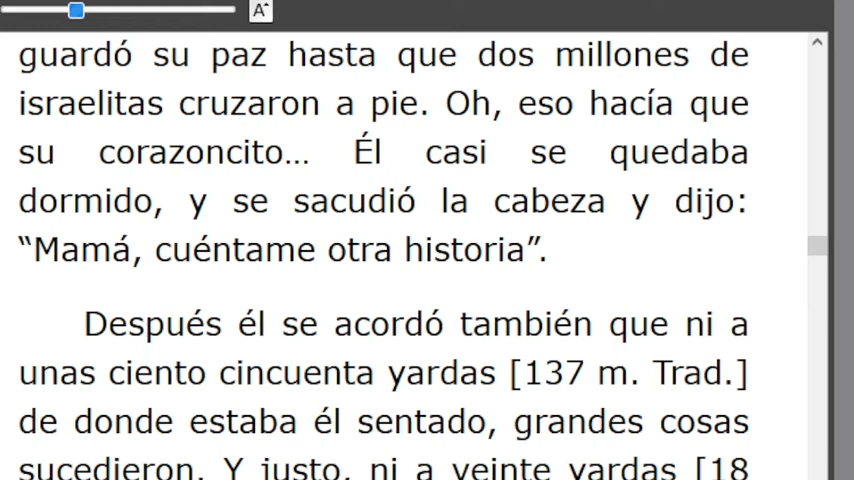 A
guardó su paz hasta que dos millones de
israelitas cruzaron a pie. Oh, eso hacía que
su corazoncito… Él casi se quedaba
dormido, y se sacudió la cabeza y dijo:
“Mamá, cuéntame otra historia”.
Después él se acordó también que ni a
unas ciento cincuenta yardas [137 m. Trad.]
de donde estaba él sentado, grandes cosas
sucedieron. Y justo, ni a veinte yardas [18